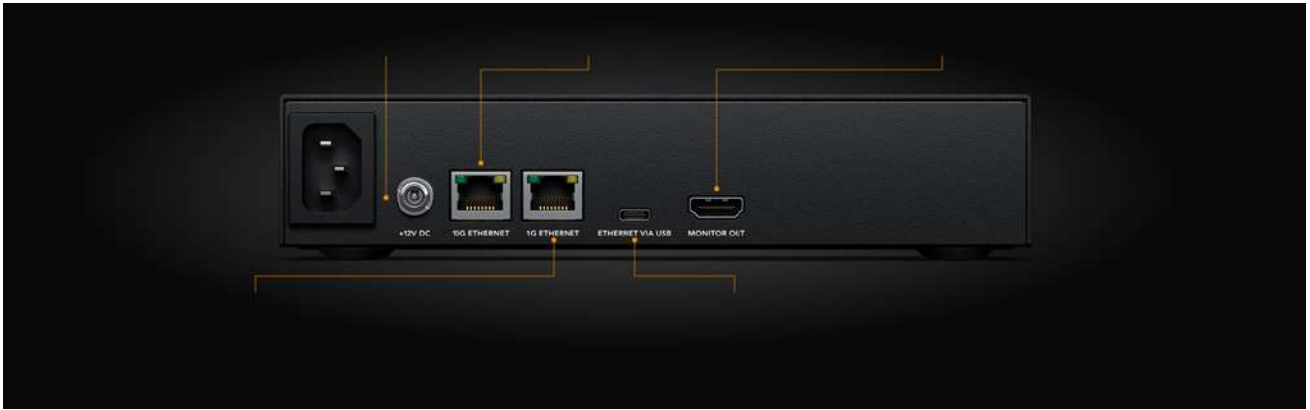 +12V DC
10G ETHERNET
1G ETHERNET
ETHERNET VIA USB
MONITOR OUT